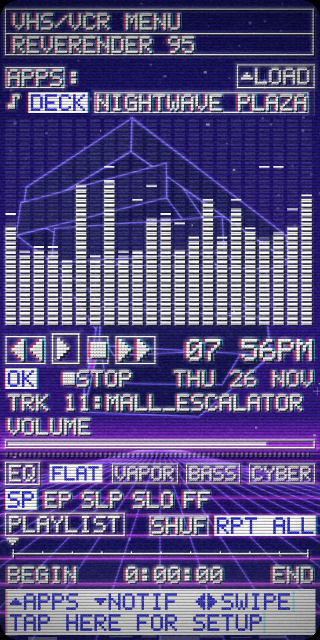 VHS/VCR MENU
REVERENDER 95
APPS: LOAD
DECK NIGHTWAVE PLAZA
07 56PM
OK STOP THU 26 NOV
TRK 11:MALL_ESCALATOR
VOLUME
EQ FLAT VAPOR BASS CYBER
SP EP SLP SLO FF
PLAYLIST SHUF RPT ALL
BEGIN 0:00:00 END
APPS NOTIF SWIPE
TAP HERE FOR SETUP